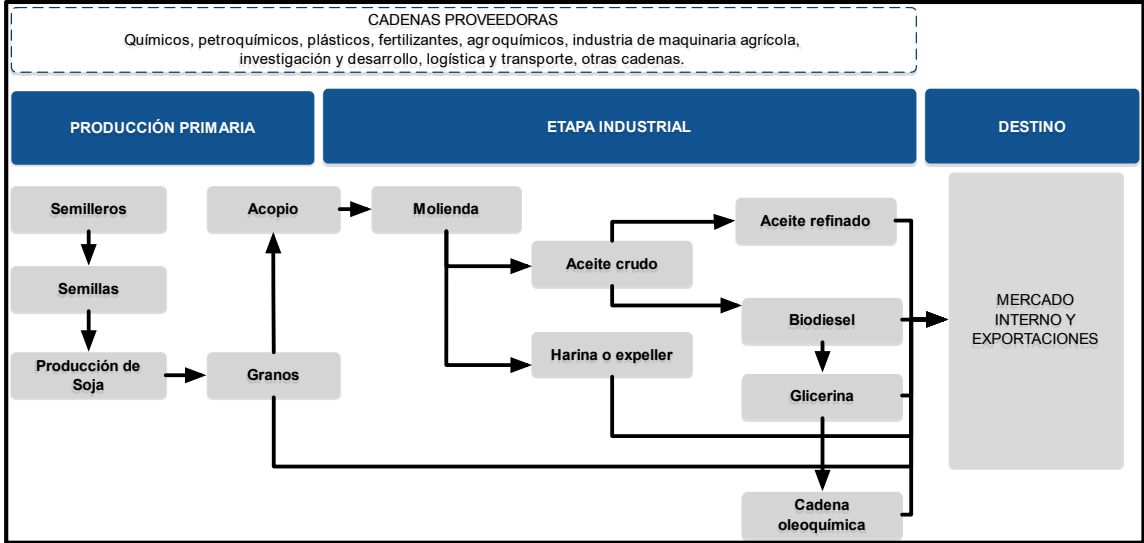 CADENAS PROVEEDORAS
Químicos, petroquímicos, plásticos, fertilizantes, agroquímicos, industria de maquinaria agrícola,
investigación y desarrollo, logística y transporte, otras cadenas.
PRODUCCIÓN PRIMARIA
ETAPA INDUSTRIAL
DESTINO
Semilleros
Acopio
Molienda
Aceite refinado
Aceite crudo
Semillas
Biodiesel
MERCADO
INTERNO Y
EXPORTACIONES
Producción de
Soja
Granos
Harina o expeller
Glicerina
Cadena
oleoquímica